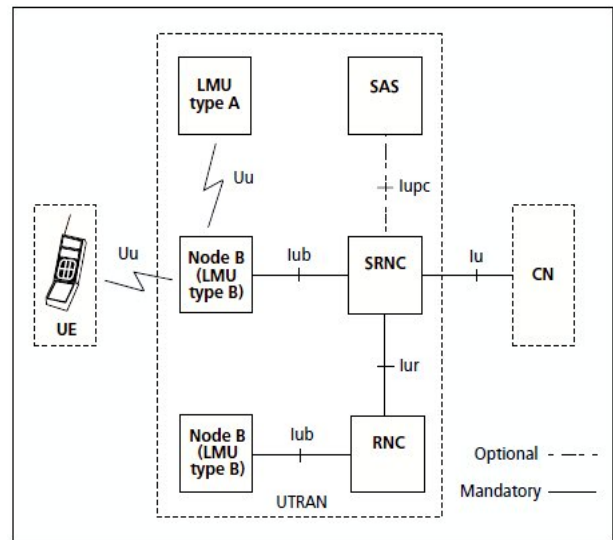 LMU
type A
SAS
Uu
Iupc
Uu
Node B
(LMU
type B)
Iub
SRNC
Iu
CN
UE
Iur
Node B
(LMU
type B)
Iub
RNC
Optional
Mandatory
UTRAN